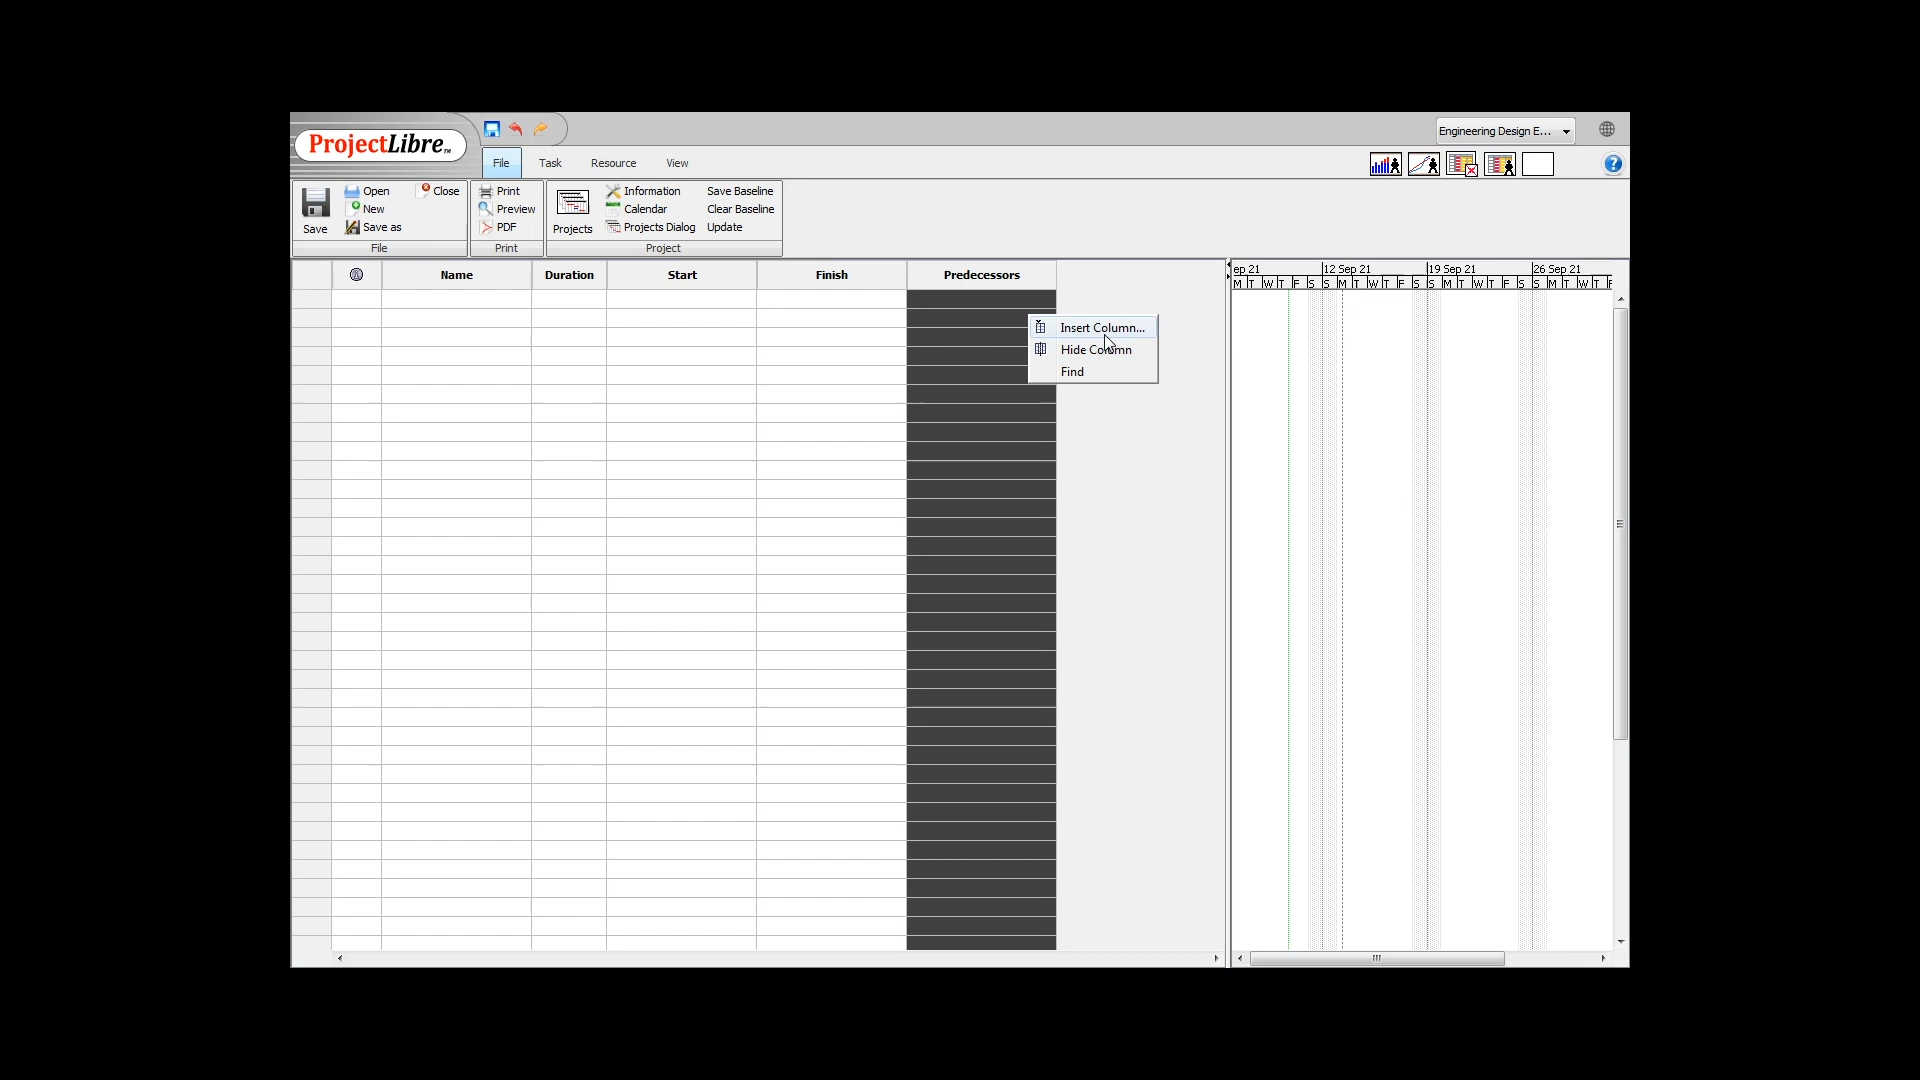 ProjectLibre™
Engineering Design E...
File Task Resource View
Save
Open
New
Save as
Close
File
Print
Preview
PDF
Print
Projects
Information
Calendar
Projects Dialog
Save Baseline
Clear Baseline
Update
Project
Name Duration Start Finish Predecessors
ep 21 12 Sep 21 19 Sep 21 26 Sep 21
M T W T F S S M T W T F S S M T W T F S S M T W T F
Insert Column...
Hide Column
Find